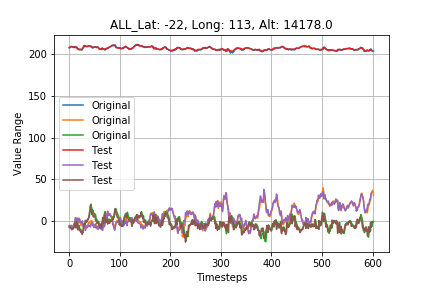 ALL_Lat: -22, Long: 113, Alt: 14178.0
200
150
100
50
0
Value Range
Original
Original
Original
Test
Test
Test
0 100 200 300 400 500 600
Timesteps